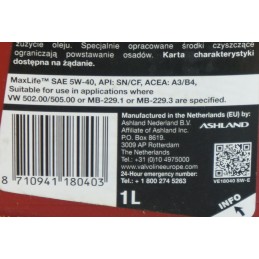 zużycie oleju. Specjalnie opracowane środki czyszczące
ograniczają powstawanie osadów. Karta charakterystyki
dostępna na żądanie.
MaxLife™ SAE 5W-40, API: SN/CF, ACEA: A3/B4,
Suitable for use in applications where
VW 502.00/505.00 or MB-229.1 or MB-229.3 are specified.
Manufactured in the Netherlands (EU) by:
Ashland Nederland B.V.
Affiliate of Ashland Inc.
P.O. Box 8619.
3009 AP Rotterdam
The Netherlands
Tel.: +31 (0)10 4975000
www.valvolineeurope.com
24-Hour emergency number:
Tel.: + 1 800 274 5263
ASHLAND
VE18040 5W-E
8 710941 180403
1L
INFO